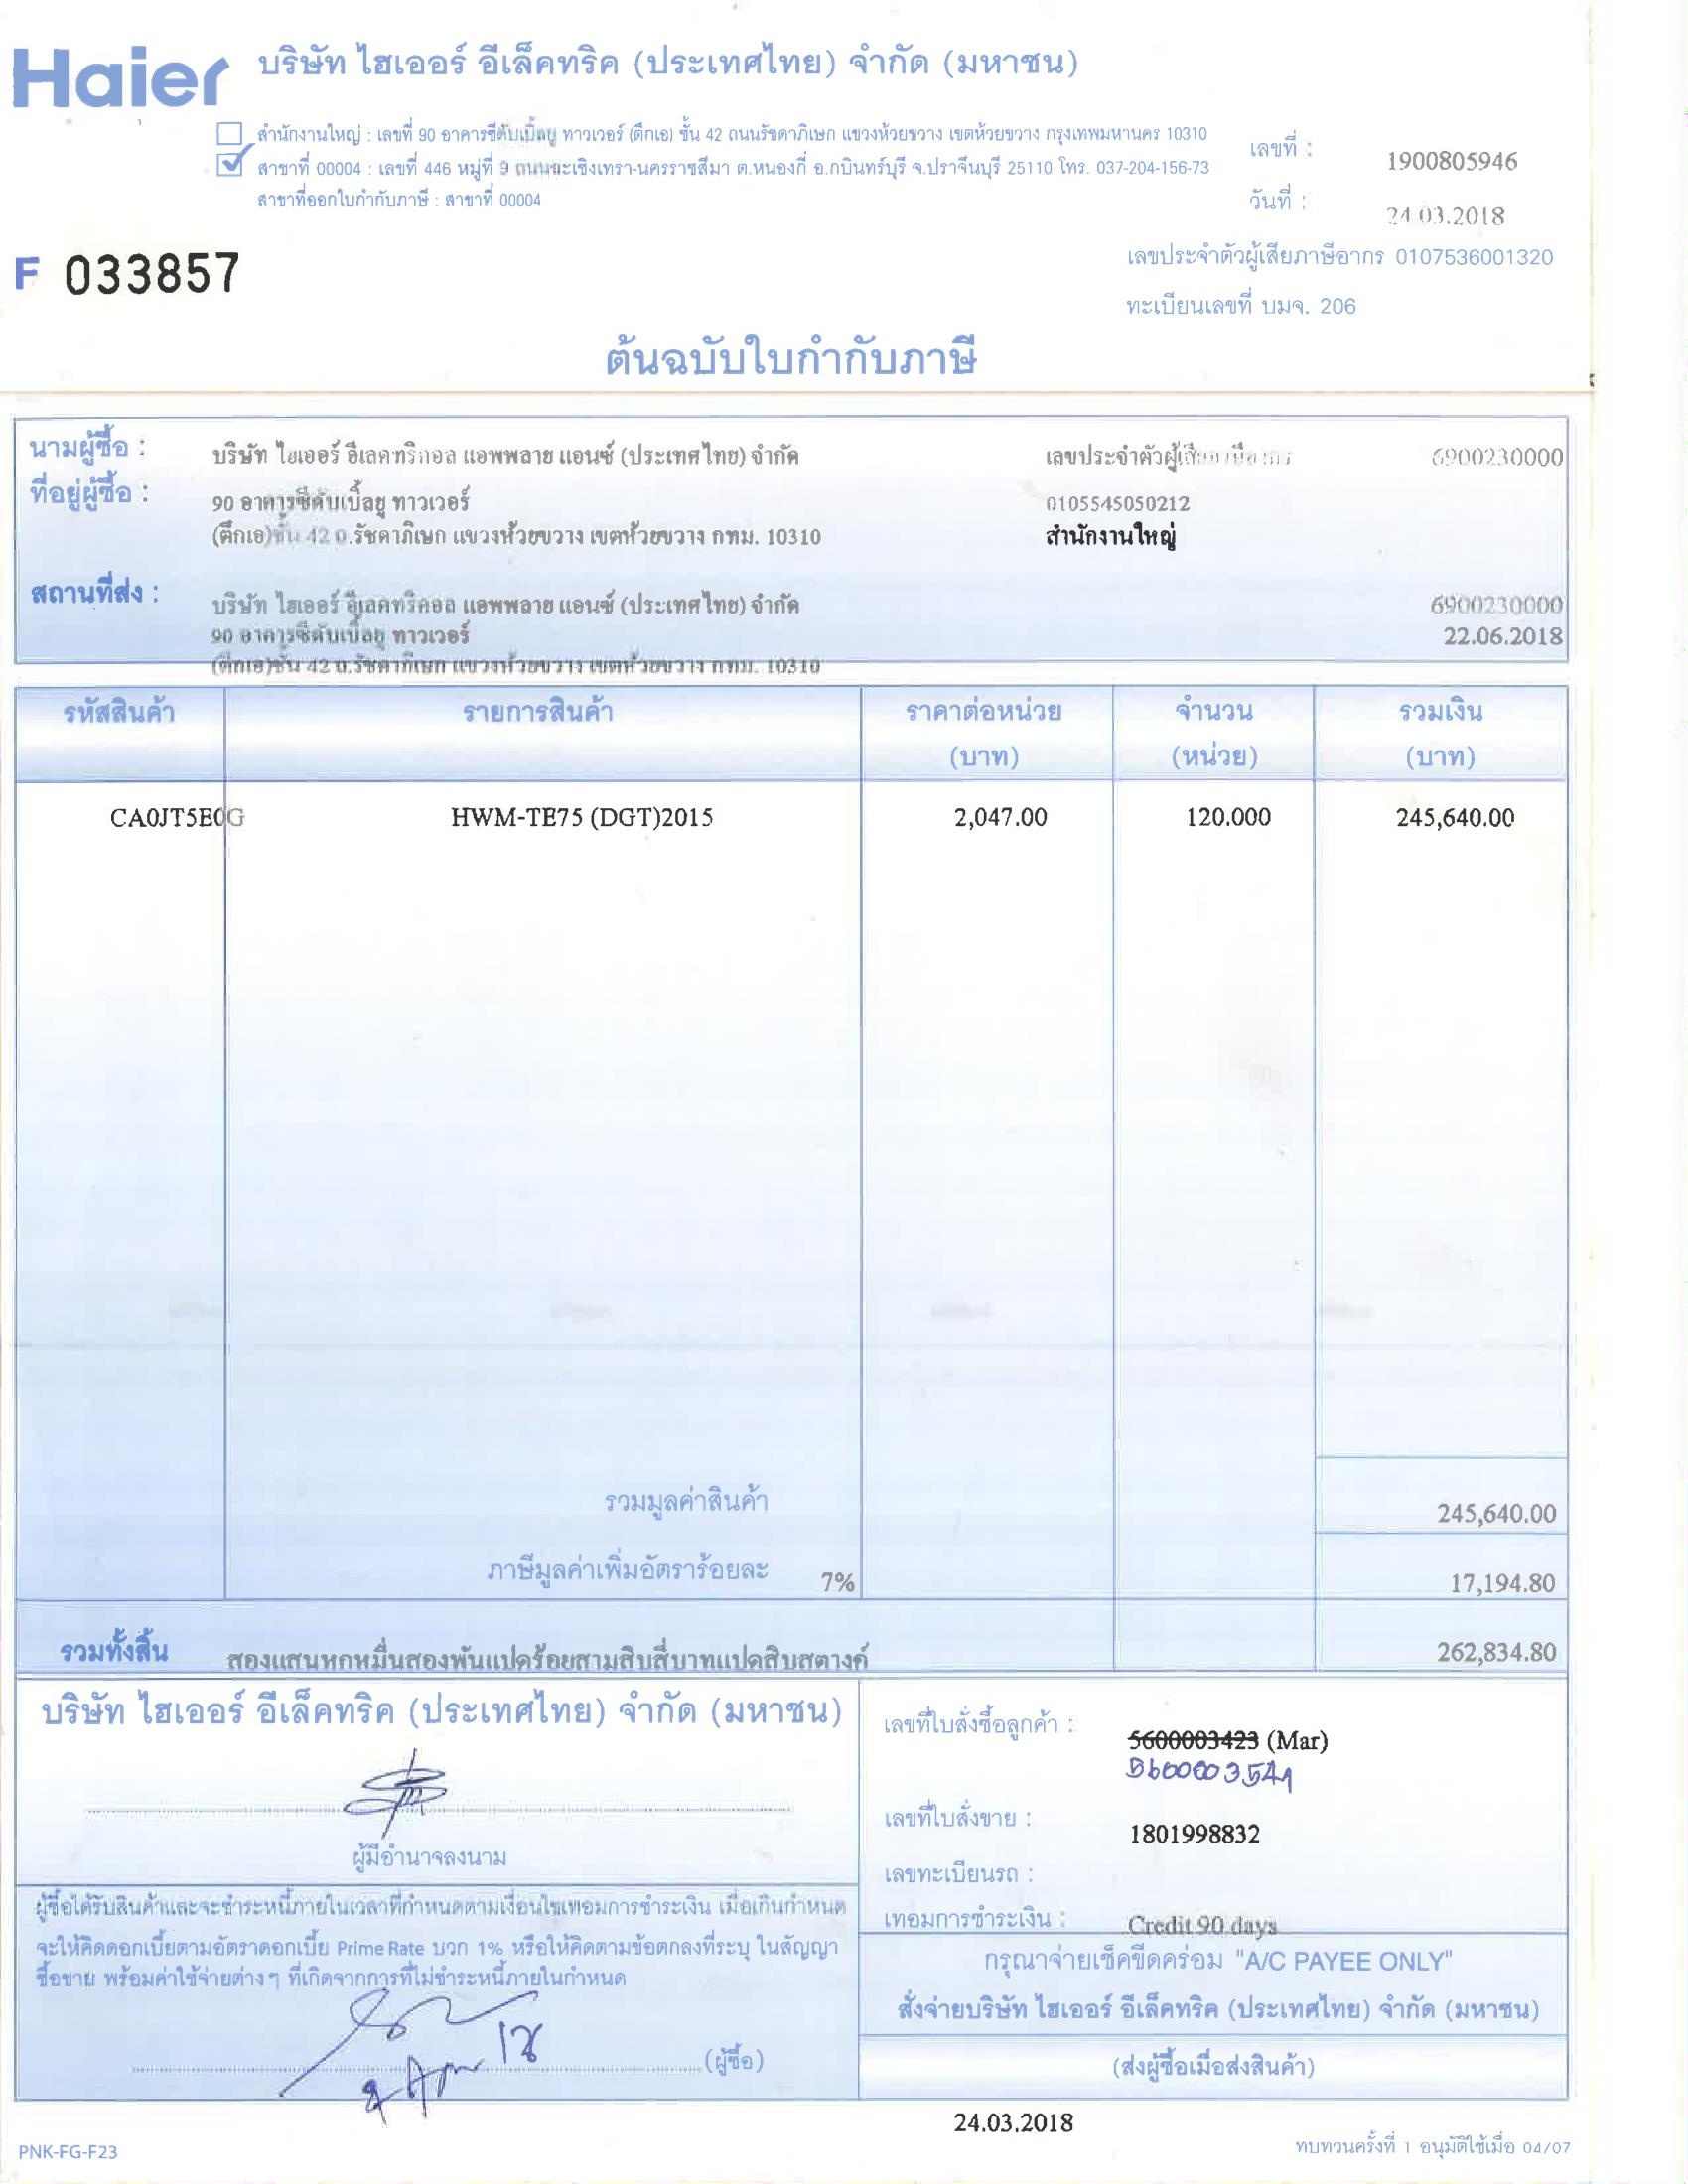 Haier บริษัท ไฮเออร์ อีเล็คทริค (ประเทศไทย) จำกัด (มหาชน)
สำนักงานใหญ่ : เลขที่ 90 อาคารซีดับเบิ้ลยู ทาวเวอร์ (ตึกเอ) ชั้น 42 ถนนรัชดาภิเษก แขวงห้วยขวาง เขตห้วยขวาง กรุงเทพมหานคร 10310
สาขาที่ 00004 : เลขที่ 446 หมู่ที่ 9 ถนนฉะเชิงเทรา-นครราชสีมา ต.หนองกี่ อ.กบินทร์บุรี จ.ปราจีนบุรี 25110 โทร. 037-204-156-73
สาขาที่ออกใบกำกับภาษี : สาขาที่ 00004
เลขที่ : 1900805946
วันที่ : 24.03.2018
เลขประจำตัวผู้เสียภาษีอากร 0107536001320
ทะเบียนเลขที่ บมจ. 206
F 033857
ต้นฉบับใบกำกับภาษี
นามผู้ซื้อ : บริษัท ไฮเออร์ อีเลคทริกอล แอพพลาย แอนซ์ (ประเทศไทย) จำกัด เลขประจำตัวผู้เสียภาษีอากร 6900230000
ที่อยู่ผู้ซื้อ : 90 อาคารซีดับเบิ้ลยู ทาวเวอร์ 0105545050212
(ตึกเอ)ชั้น 42 ถ.รัชดาภิเษก แขวงห้วยขวาง เขตห้วยขวาง กทม. 10310 สำนักงานใหญ่
สถานที่ส่ง : บริษัท ไฮเออร์ อีเลคทริคอล แอพพลาย แอนซ์ (ประเทศไทย) จำกัด 6900230000
90 อาคารซีดับเบิ้ลยู ทาวเวอร์ 22.06.2018
(ตึกเอ)ชั้น 42 ถ.รัชดาภิเษก แขวงห้วยขวาง เขตห้วยขวาง กทม. 10310
รหัสสินค้า รายการสินค้า ราคาต่อหน่วย จำนวน รวมเงิน
(บาท) (หน่วย) (บาท)
CA0JT5E0G HWM-TE75 (DGT)2015 2,047.00 120.000 245,640.00
รวมมูลค่าสินค้า 245,640.00
ภาษีมูลค่าเพิ่มอัตราร้อยละ 7% 17,194.80
รวมทั้งสิ้น สองแสนหกหมื่นสองพันแปดร้อยสามสิบสี่บาทแปดสิบสตางค์ 262,834.80
บริษัท ไฮเออร์ อีเล็คทริค (ประเทศไทย) จำกัด (มหาชน)
ผู้มีอำนาจลงนาม
ผู้ซื้อได้รับสินค้าและจะชำระหนี้ภายในเวลาที่กำหนดตามเงื่อนไขเทอมการชำระเงิน เมื่อเกินกำหนด
จะให้คิดดอกเบี้ยตามอัตราดอกเบี้ย Prime Rate บวก 1% หรือให้คิดตามข้อตกลงที่ระบุ ในสัญญา
ซื้อขาย พร้อมค่าใช้จ่ายต่าง ๆ ที่เกิดจากการที่ไม่ชำระหนี้ภายในกำหนด
(ผู้ซื้อ)
เลขที่ใบสั่งซื้อลูกค้า : 5600003423 (Mar)
เลขที่ใบสั่งขาย : 1801998832
เลขทะเบียนรถ :
เทอมการชำระเงิน : Credit 90 days
กรุณาจ่ายเช็คขีดคร่อม "A/C PAYEE ONLY"
สั่งจ่ายบริษัท ไฮเออร์ อีเล็คทริค (ประเทศไทย) จำกัด (มหาชน)
(ส่งผู้ซื้อเมื่อส่งสินค้า)
24.03.2018
PNK-FG-F23
ทบทวนครั้งที่ 1 อนุมัติใช้เมื่อ 04/07